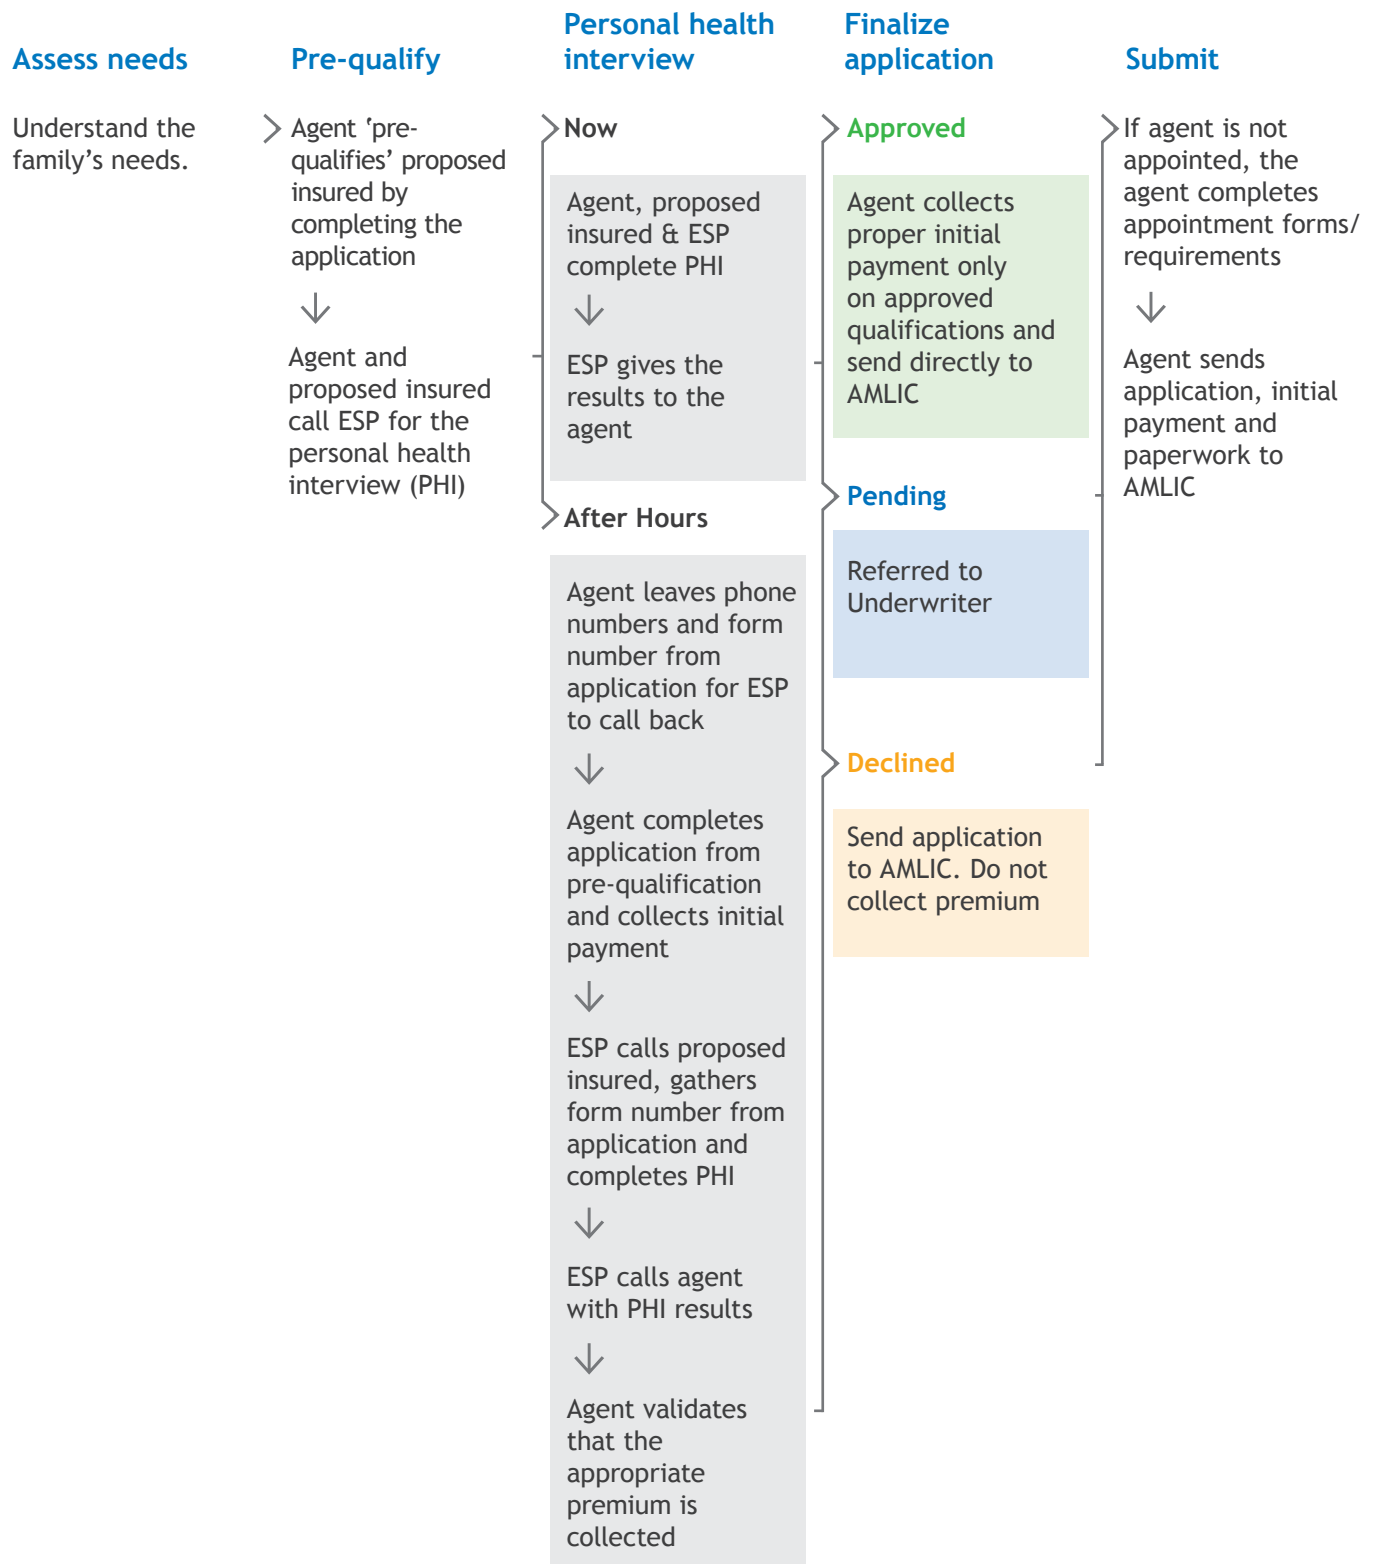 Assess needs
Understand the
family’s needs.
Pre-qualify
Agent ‘pre-
qualifies’ proposed
insured by
completing the
application
Agent and
proposed insured
call ESP for the
personal health
interview (PHI)
Personal health
interview
Now
Agent, proposed
insured & ESP
complete PHI
ESP gives the
results to the
agent
After Hours
Agent leaves phone
numbers and form
number from
application for ESP
to call back
Agent completes
application from
pre-qualification
and collects initial
payment
ESP calls proposed
insured, gathers
form number from
application and
completes PHI
ESP calls agent
with PHI results
Agent validates
that the
appropriate
premium is
collected
Finalize
application
Approved
Agent collects
proper initial
payment only
on approved
qualifications and
send directly to
AMLIC
Pending
Referred to
Underwriter
Declined
Send application
to AMLIC. Do not
collect premium
Submit
If agent is not
appointed, the
agent completes
appointment forms/
requirements
Agent sends
application, initial
payment and
paperwork to
AMLIC